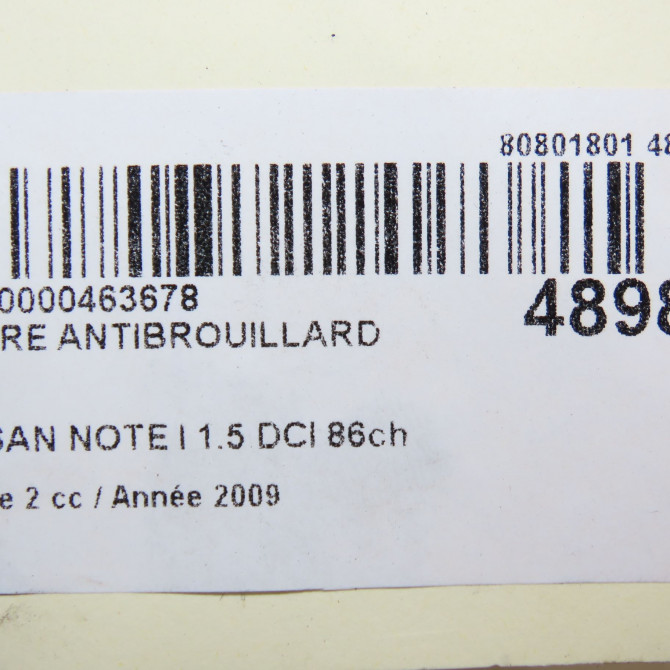 80801801 48
0000463678
4898
RE ANTIBROUILLARD
SAN NOTE I 1.5 DCI 86ch
e 2 cc / Année 2009